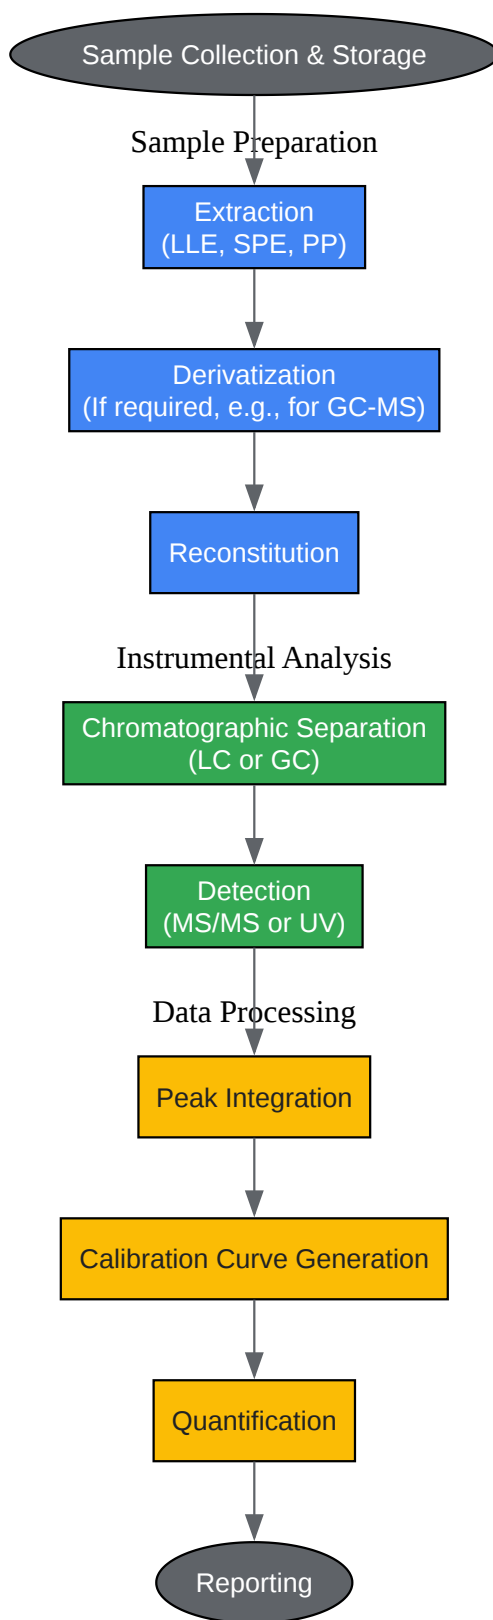 Sample Collection & Storage
Sample Preparation
Extraction
(LLE, SPE, PP)
Derivatization
(If required, e.g., for GC-MS)
Reconstitution
Instrumental Analysis
Chromatographic Separation
(LC or GC)
Detection
(MS/MS or UV)
Data Processing
Peak Integration
Calibration Curve Generation
Quantification
Reporting